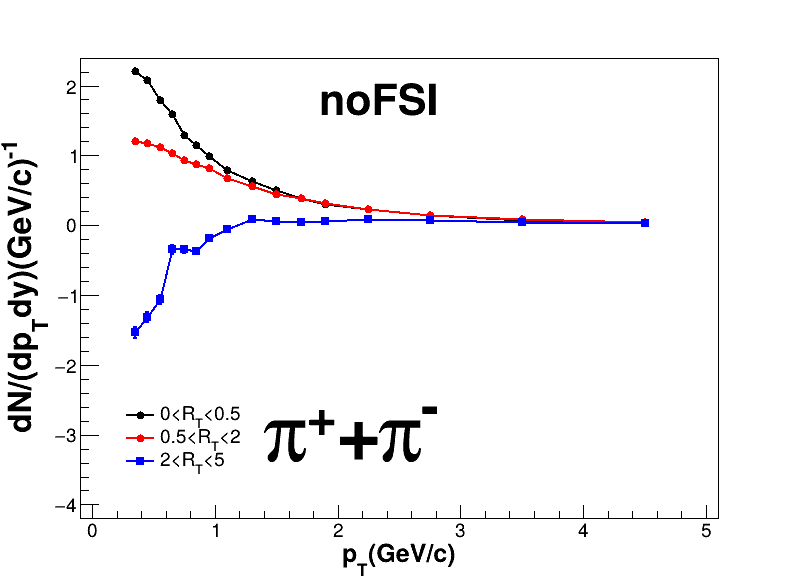 noFSI
dN/(dp_T dy)(GeV/c)^-1
2
1
0
−1
−2
−3
−4
0<R_T<0.5
0.5<R_T<2
2<R_T<5
π⁺+π⁻
0 1 2 3 4 5
p_T(GeV/c)